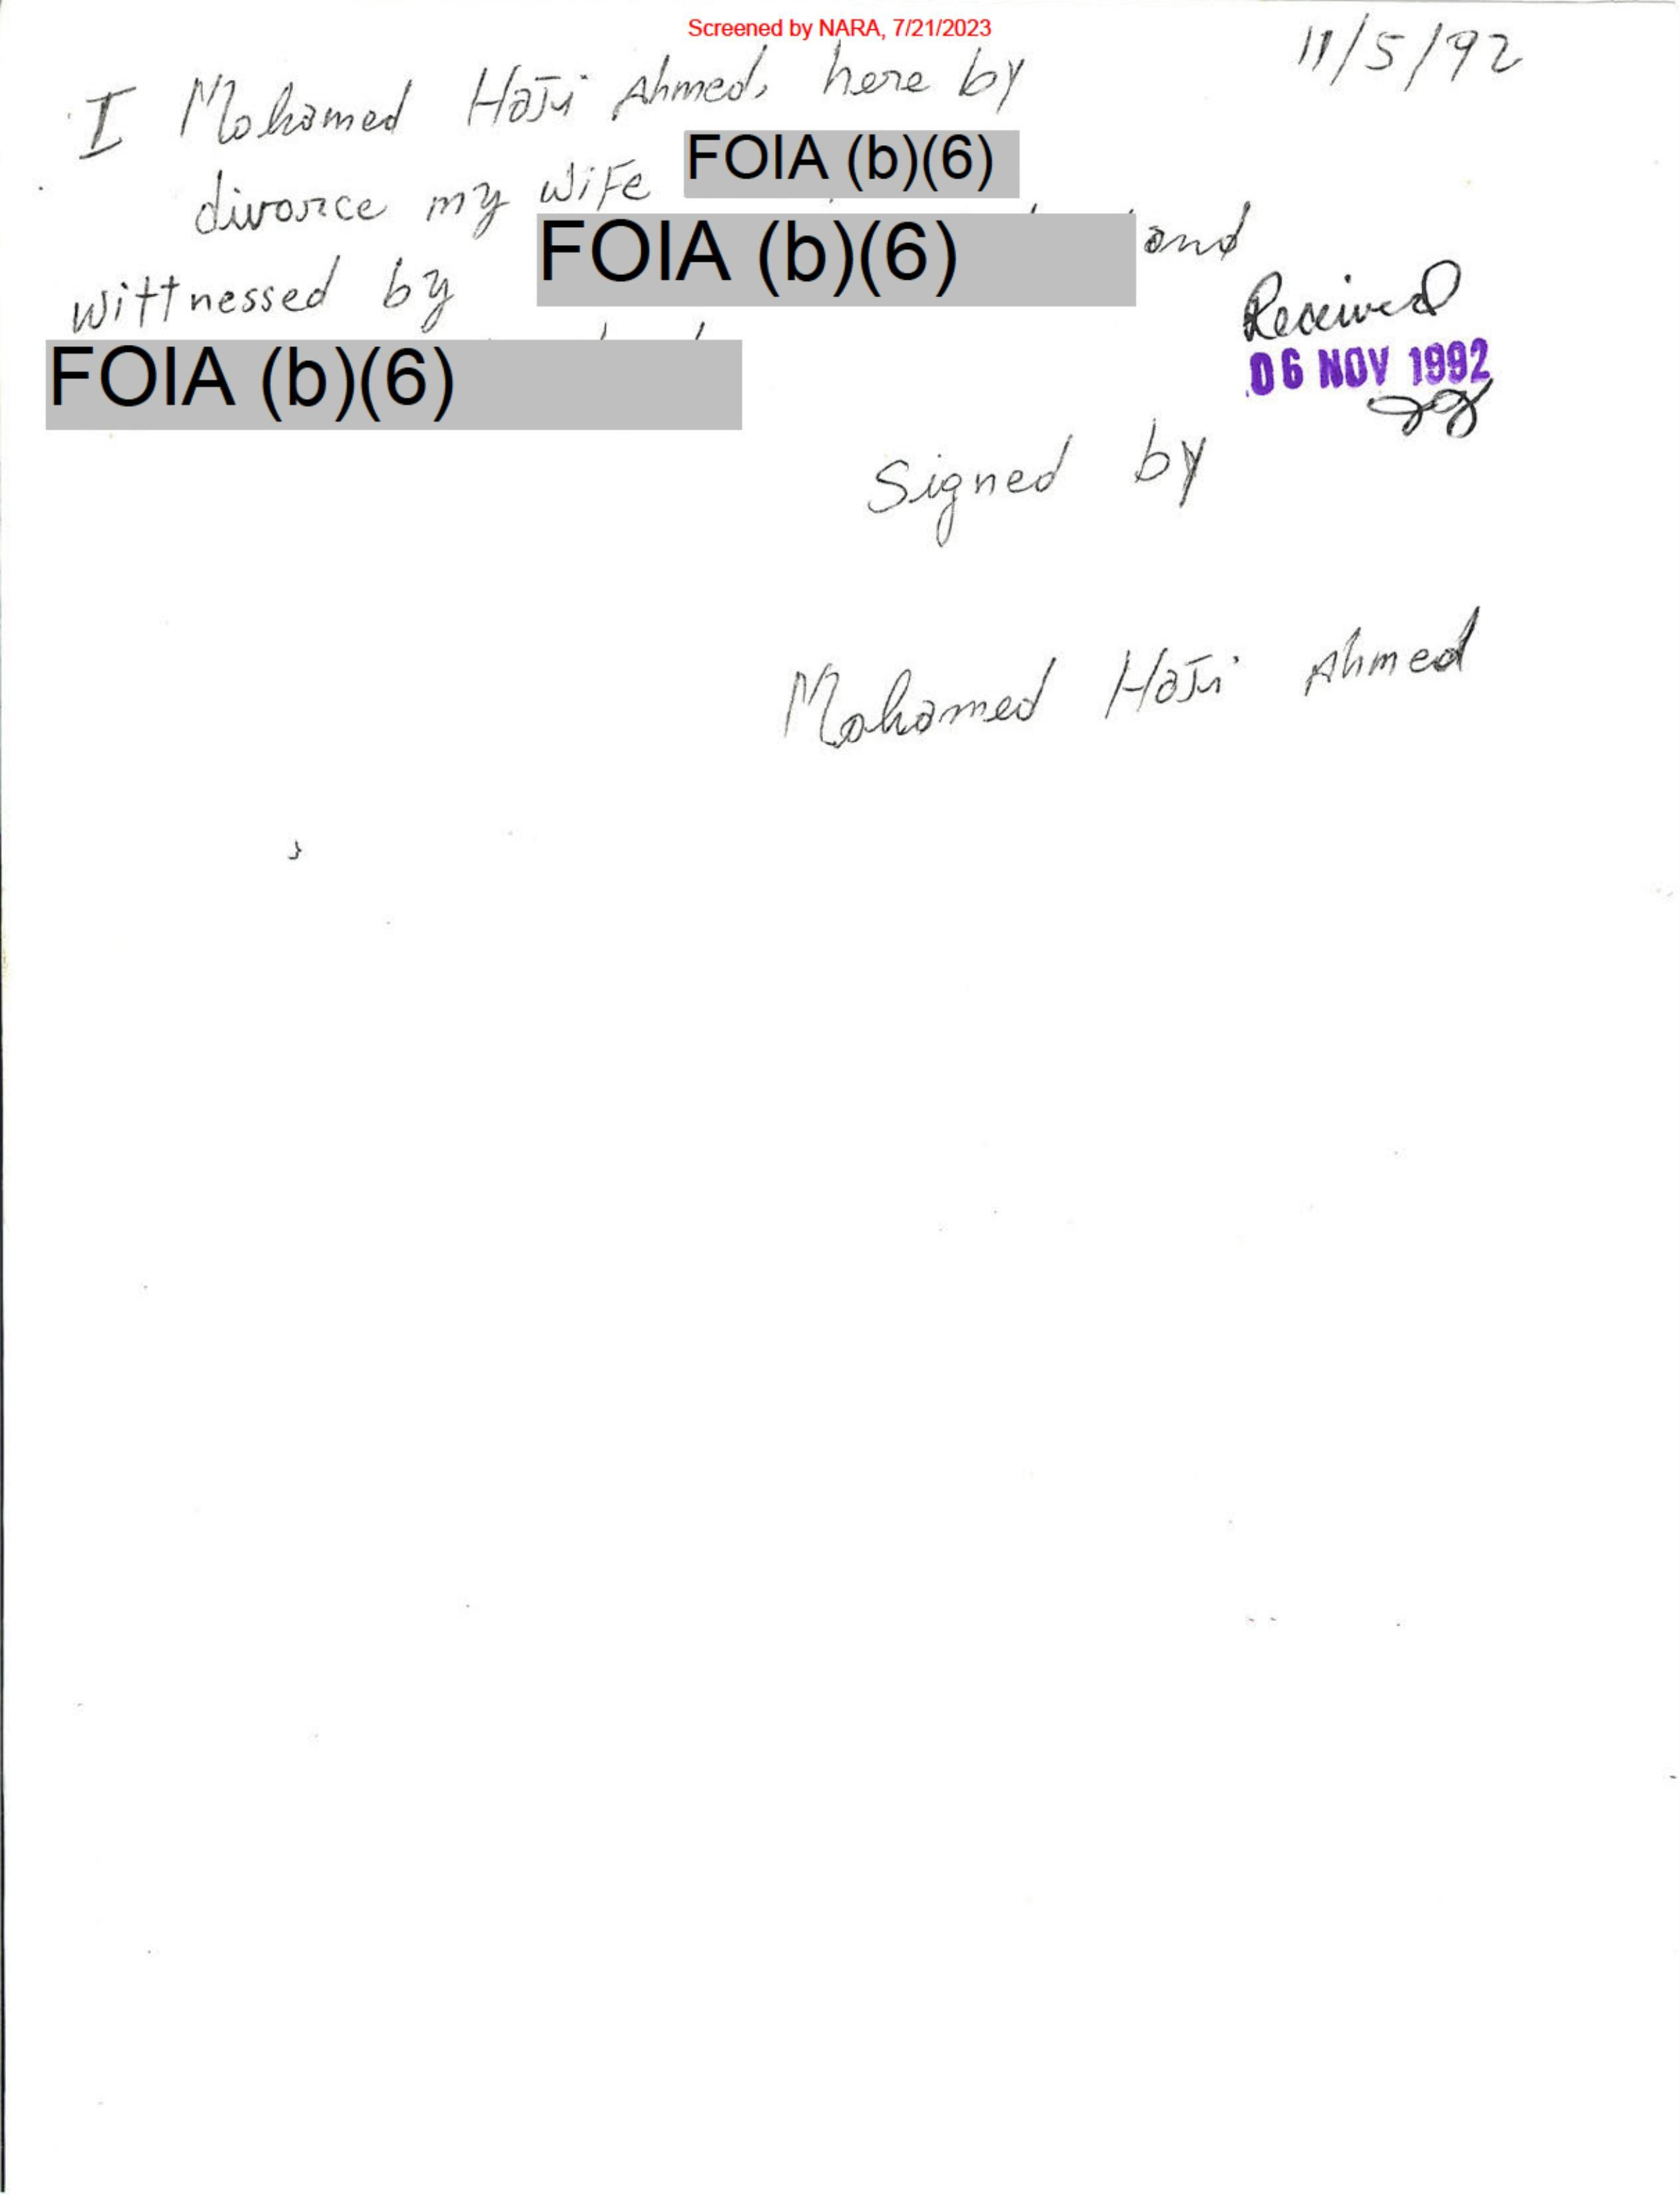 Screened by NARA, 7/21/2023
11/5/92
I Mohamed Haji Ahmed, here by
divorce my wife FOIA (b)(6)
wittnessed by FOIA (b)(6) and
FOIA (b)(6)
Received
06 NOV 1992
Signed by
Mohamed Haji Ahmed